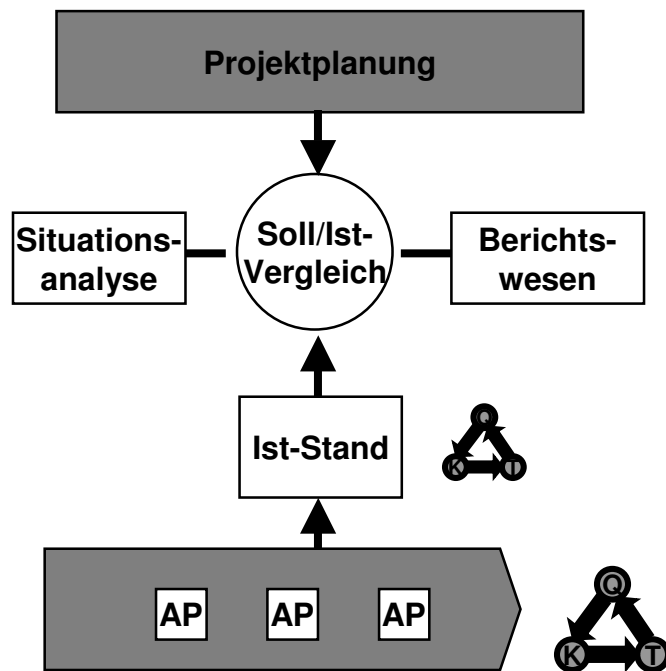 Projektplanung
Situations-
analyse
Soll/Ist-
Vergleich
Berichts-
wesen
Ist-Stand
Q
K T
AP AP AP
Q
K T